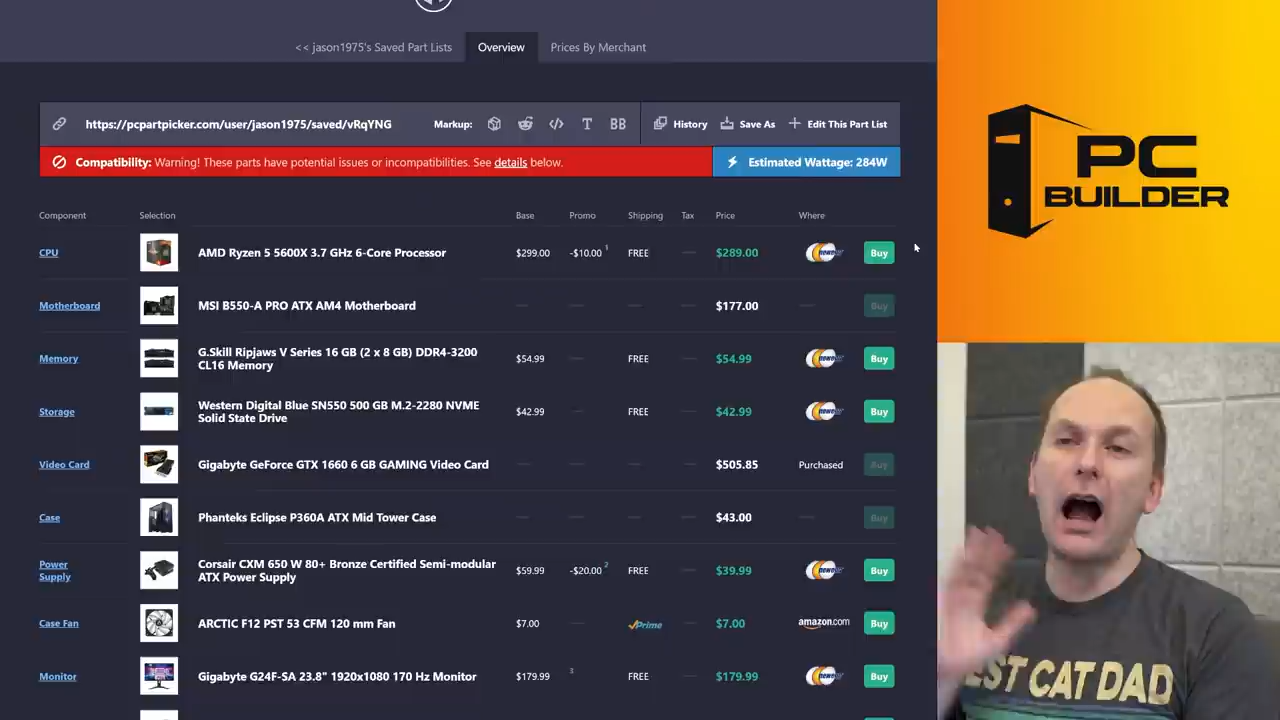 << jason1975's Saved Part Lists Overview Prices By Merchant
https://pcpartpicker.com/user/jason1975/saved/vRqYNG Markup: T BB History Save As Edit This Part List
Compatibility: Warning! These parts have potential issues or incompatibilities. See details below. Estimated Wattage: 284W
Component Selection Base Promo Shipping Tax Price Where
CPU AMD Ryzen 5 5600X 3.7 GHz 6-Core Processor $299.00 -$10.00 1 FREE — $289.00 Buy
Motherboard MSI B550-A PRO ATX AM4 Motherboard — — — — $177.00 — Buy
Memory G.Skill Ripjaws V Series 16 GB (2 x 8 GB) DDR4-3200 $54.99 — FREE — $54.99 Buy
CL16 Memory
Storage Western Digital Blue SN550 500 GB M.2-2280 NVME $42.99 — FREE — $42.99 Buy
Solid State Drive
Video Card Gigabyte GeForce GTX 1660 6 GB GAMING Video Card — — — — $505.85 Purchased Buy
Case Phanteks Eclipse P360A ATX Mid Tower Case — — — — $43.00 — Buy
Power Corsair CXM 650 W 80+ Bronze Certified Semi-modular $59.99 -$20.00 2 FREE — $39.99 Buy
Supply ATX Power Supply
Case Fan ARCTIC F12 PST 53 CFM 120 mm Fan $7.00 — Prime — $7.00 amazon.com Buy
Monitor Gigabyte G24F-SA 23.8" 1920x1080 170 Hz Monitor $179.99 3 FREE — $179.99 Buy
PC
BUILDER
EST CAT DAD